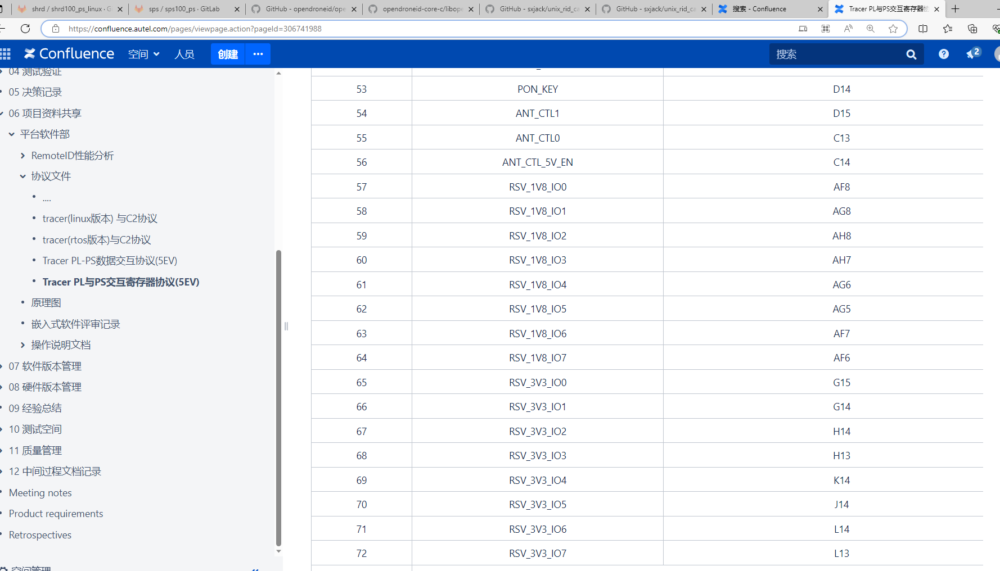 shrd / shrd100_ps_linux · G
sps / sps100_ps · GitLab
GitHub - opendroneid/ope
opendroneid-core-c/libope
GitHub - sxjack/unix_rid_ca
GitHub - sxjack/unix_rid_ca
搜索 - Confluence
Tracer PL与PS交互寄存器协
https://confluence.autel.com/pages/viewpage.action?pageId=306741988
Confluence
空间
人员
创建
搜索
2
04 测试验证
05 决策记录
06 项目资料共享
平台软件部
RemoteID性能分析
协议文件
....
tracer(linux版本) 与C2协议
tracer(rtos版本)与C2协议
Tracer PL-PS数据交互协议(5EV)
Tracer PL与PS交互寄存器协议(5EV)
原理图
嵌入式软件评审记录
操作说明文档
07 软件版本管理
08 硬件版本管理
09 经验总结
10 测试空间
11 质量管理
12 中间过程文档记录
Meeting notes
Product requirements
Retrospectives
空间管理
53 PON_KEY D14
54 ANT_CTL1 D15
55 ANT_CTL0 C13
56 ANT_CTL_5V_EN C14
57 RSV_1V8_IO0 AF8
58 RSV_1V8_IO1 AG8
59 RSV_1V8_IO2 AH8
60 RSV_1V8_IO3 AH7
61 RSV_1V8_IO4 AG6
62 RSV_1V8_IO5 AG5
63 RSV_1V8_IO6 AF7
64 RSV_1V8_IO7 AF6
65 RSV_3V3_IO0 G15
66 RSV_3V3_IO1 G14
67 RSV_3V3_IO2 H14
68 RSV_3V3_IO3 H13
69 RSV_3V3_IO4 K14
70 RSV_3V3_IO5 J14
71 RSV_3V3_IO6 L14
72 RSV_3V3_IO7 L13